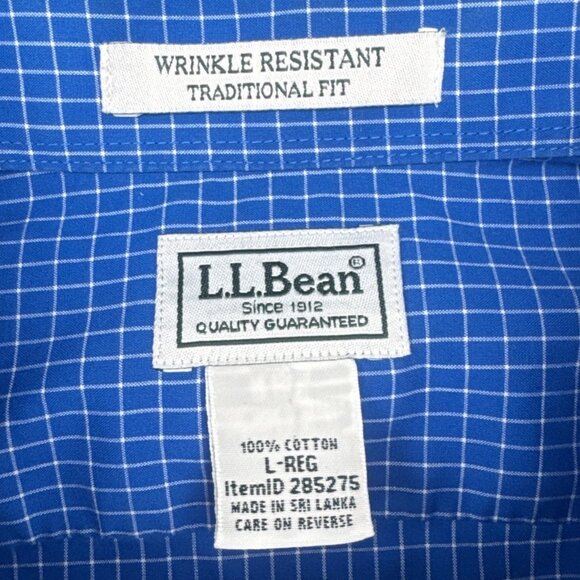 WRINKLE RESISTANT
TRADITIONAL FIT
L.L.Bean®
Since 1912
QUALITY GUARANTEED
100% COTTON
L-REG
ItemID 285275
MADE IN SRI LANKA
CARE ON REVERSE